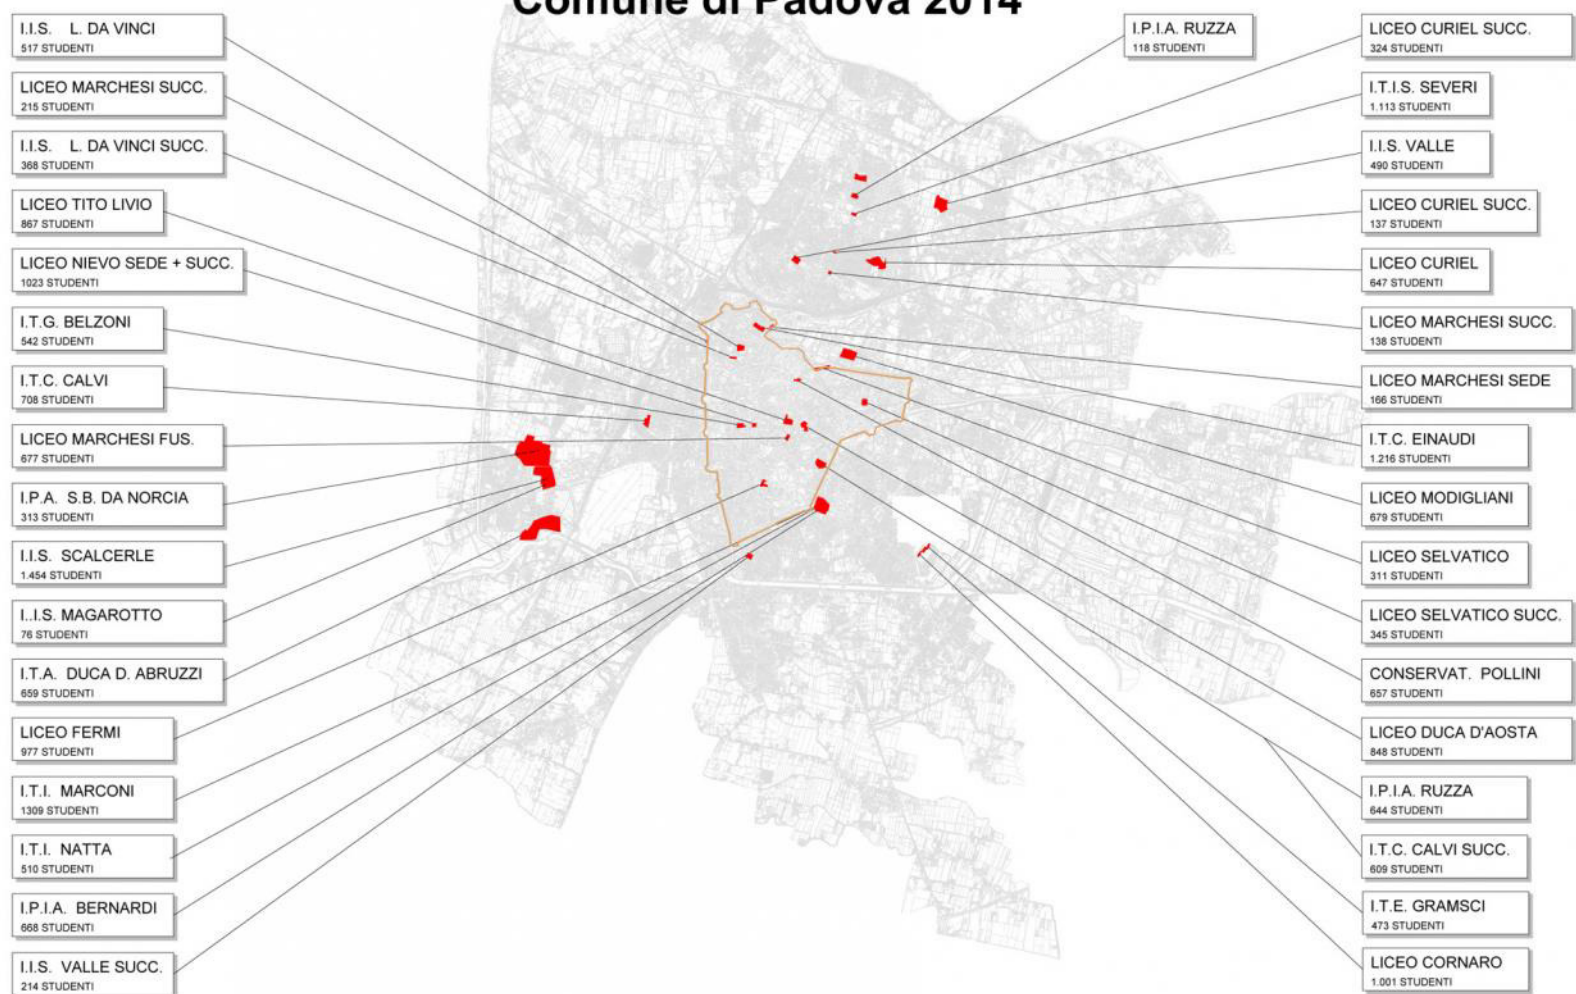 Comune di Padova 2014
I.I.S. L. DA VINCI
517 STUDENTI
LICEO MARCHESI SUCC.
215 STUDENTI
I.I.S. L. DA VINCI SUCC.
368 STUDENTI
LICEO TITO LIVIO
867 STUDENTI
LICEO NIEVO SEDE + SUCC.
1023 STUDENTI
I.T.G. BELZONI
542 STUDENTI
I.T.C. CALVI
708 STUDENTI
LICEO MARCHESI FUS.
677 STUDENTI
I.P.A. S.B. DA NORCIA
313 STUDENTI
I.I.S. SCALCERLE
1.454 STUDENTI
I..I.S. MAGAROTTO
76 STUDENTI
I.T.A. DUCA D. ABRUZZI
659 STUDENTI
LICEO FERMI
977 STUDENTI
I.T.I. MARCONI
1309 STUDENTI
I.T.I. NATTA
510 STUDENTI
I.P.I.A. BERNARDI
668 STUDENTI
I.I.S. VALLE SUCC.
214 STUDENTI
I.P.I.A. RUZZA
118 STUDENTI
LICEO CURIEL SUCC.
324 STUDENTI
I.T.I.S. SEVERI
1.113 STUDENTI
I.I.S. VALLE
490 STUDENTI
LICEO CURIEL SUCC.
137 STUDENTI
LICEO CURIEL
647 STUDENTI
LICEO MARCHESI SUCC.
138 STUDENTI
LICEO MARCHESI SEDE
166 STUDENTI
I.T.C. EINAUDI
1.216 STUDENTI
LICEO MODIGLIANI
679 STUDENTI
LICEO SELVATICO
311 STUDENTI
LICEO SELVATICO SUCC.
345 STUDENTI
CONSERVAT. POLLINI
657 STUDENTI
LICEO DUCA D'AOSTA
848 STUDENTI
I.P.I.A. RUZZA
644 STUDENTI
I.T.C. CALVI SUCC.
609 STUDENTI
I.T.E. GRAMSCI
473 STUDENTI
LICEO CORNARO
1.001 STUDENTI